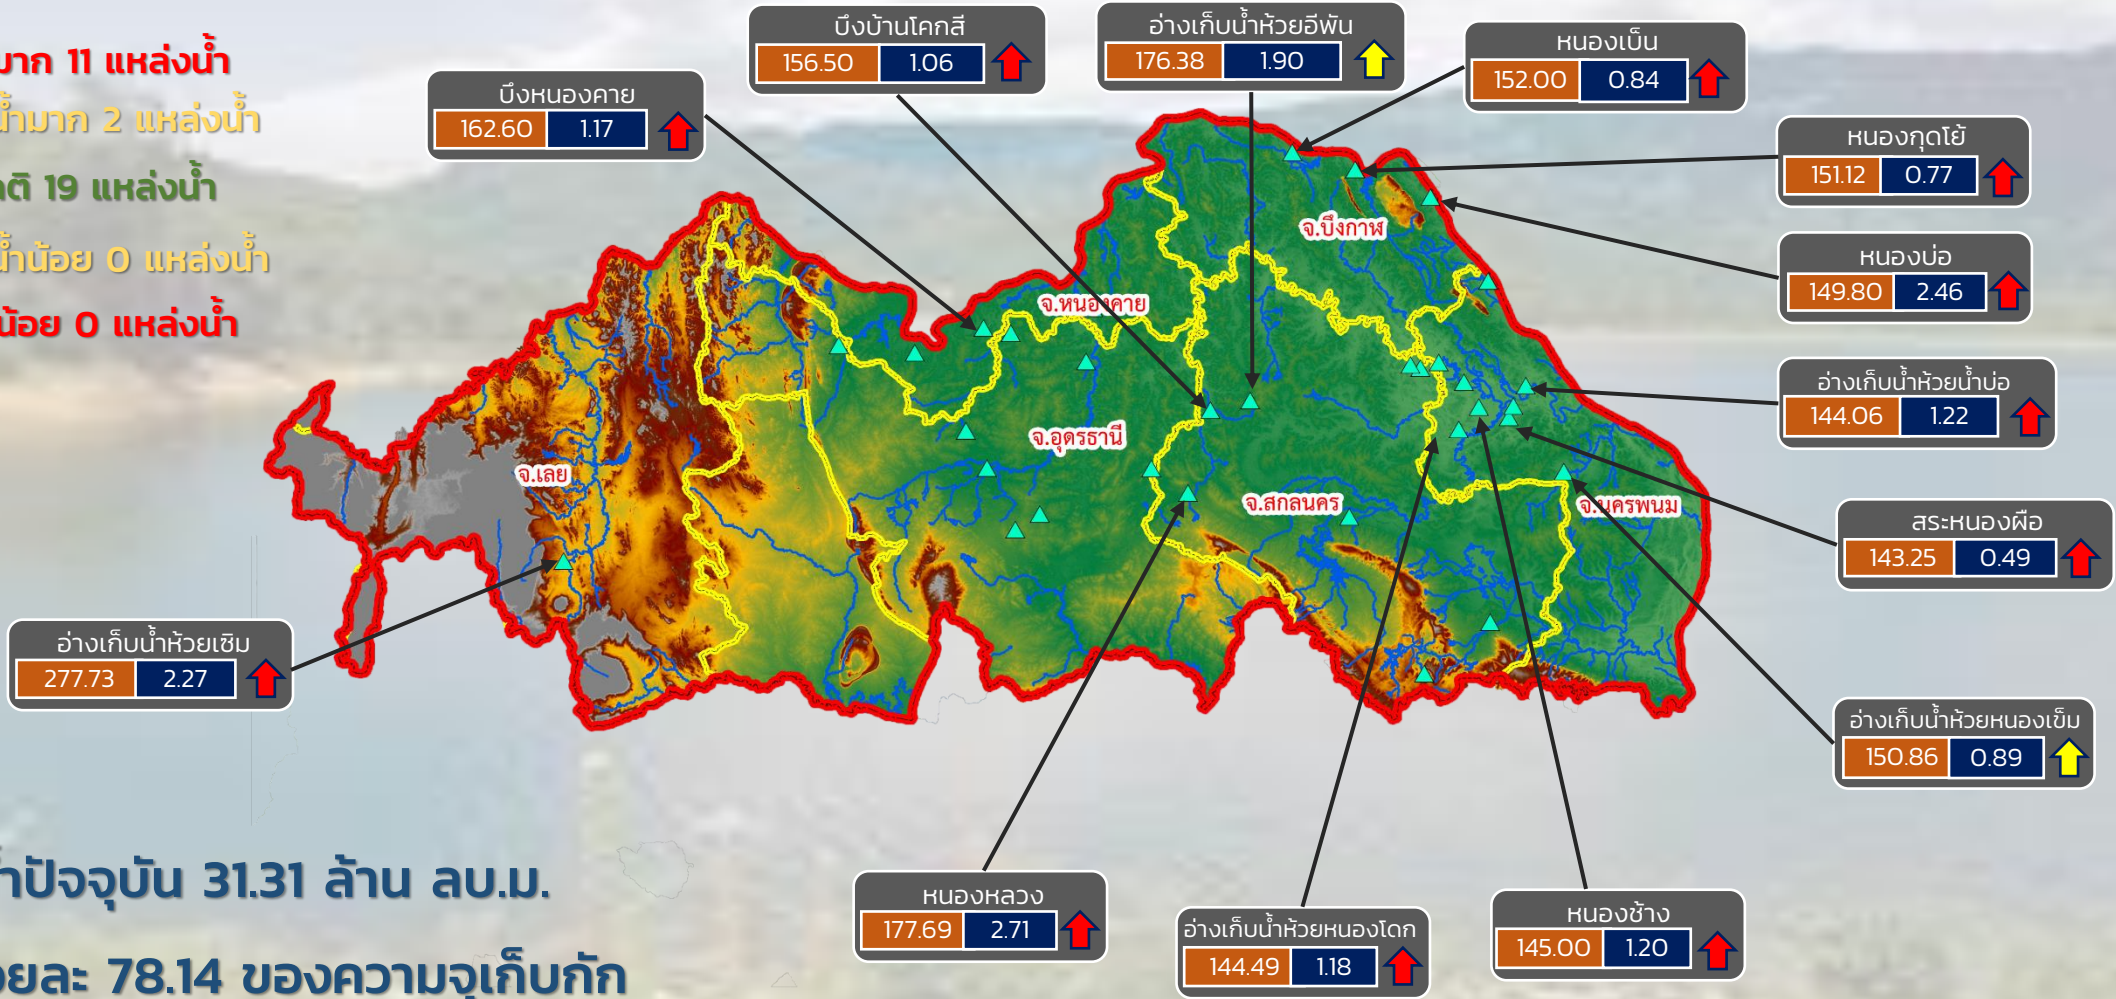 มาก 11 แหล่งน้ำ
น้ำมาก 2 แหล่งน้ำ
19 แหล่งน้ำ
น้ำน้อย 0 แหล่งน้ำ
น้อย 0 แหล่งน้ำ
บึงหนองคาย
162.60 1.17
บึงบ้านโคกสี
156.50 1.06
อ่างเก็บน้ำห้วยอีพัน
176.38 1.90
หนองเบ็น
152.00 0.84
หนองกุดโย้
151.12 0.77
หนองบ่อ
149.80 2.46
อ่างเก็บน้ำห้วยน้ำบ่อ
144.06 1.22
สระหนองผือ
143.25 0.49
อ่างเก็บน้ำห้วยหนองเข็ม
150.86 0.89
จ.บึงกาฬ
จ.หนองคาย
จ.อุดรธานี
จ.เลย
จ.สกลนคร
จ.นครพนม
อ่างเก็บน้ำห้วยเซิม
277.73 2.27
หนองหลวง
177.69 2.71
อ่างเก็บน้ำห้วยหนองโดก
144.49 1.18
หนองช้าง
145.00 1.20
ปัจจุบัน 31.31 ล้าน ลบ.ม.
ยละ 78.14 ของความจุเก็บกัก